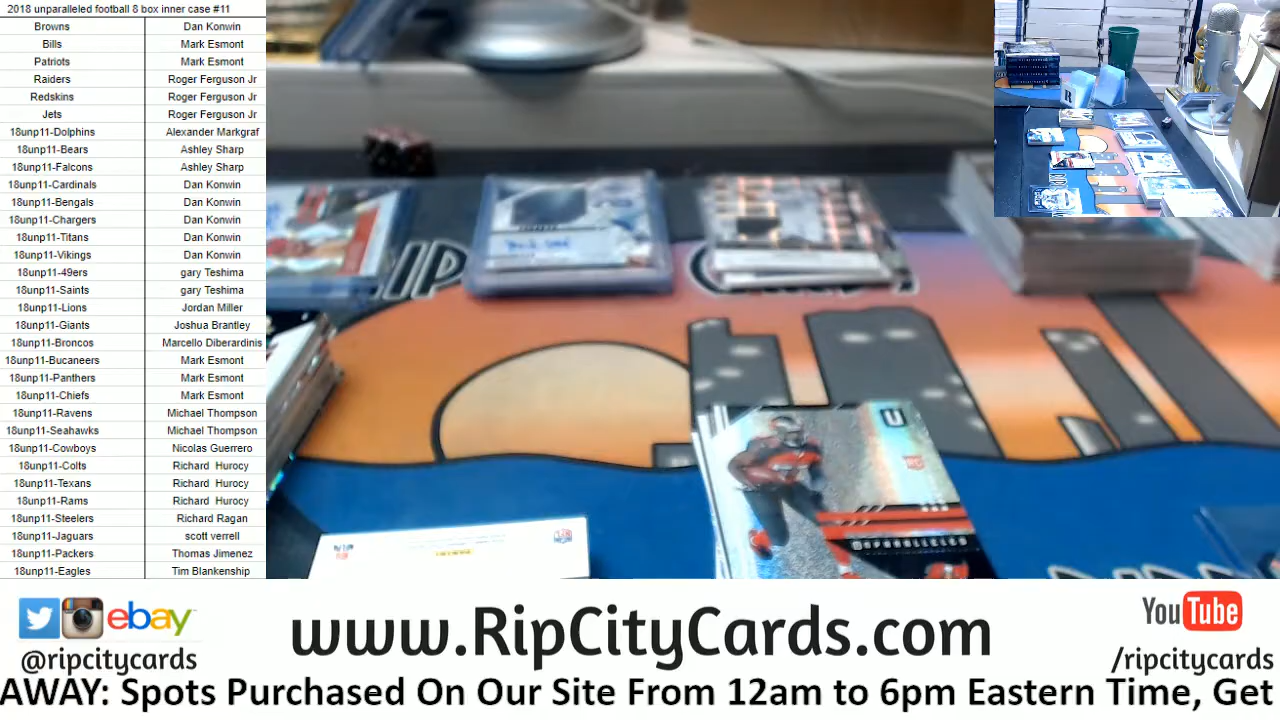 2018 unparalleled football 8 box inner case #11
Browns Dan Konwin
Bills Mark Esmont
Patriots Mark Esmont
Raiders Roger Ferguson Jr
Redskins Roger Ferguson Jr
Jets Roger Ferguson Jr
18unp11-Dolphins Alexander Markgraf
18unp11-Bears Ashley Sharp
18unp11-Falcons Ashley Sharp
18unp11-Cardinals Dan Konwin
18unp11-Bengals Dan Konwin
18unp11-Chargers Dan Konwin
18unp11-Titans Dan Konwin
18unp11-Vikings Dan Konwin
18unp11-49ers gary Teshima
18unp11-Saints gary Teshima
18unp11-Lions Jordan Miller
18unp11-Giants Joshua Brantley
18unp11-Broncos Marcello Diberardinis
18unp11-Bucaneers Mark Esmont
18unp11-Panthers Mark Esmont
18unp11-Chiefs Mark Esmont
18unp11-Ravens Michael Thompson
18unp11-Seahawks Michael Thompson
18unp11-Cowboys Nicolas Guerrero
18unp11-Colts Richard Hurocy
18unp11-Texans Richard Hurocy
18unp11-Rams Richard Hurocy
18unp11-Steelers Richard Ragan
18unp11-Jaguars scott verrell
18unp11-Packers Thomas Jimenez
18unp11-Eagles Tim Blankenship
RIP
U
RC
UNPARALLELED
ebay
@ripcitycards
www.RipCityCards.com
YouTube
/ripcitycards
AWAY: Spots Purchased On Our Site From 12am to 6pm Eastern Time, Get